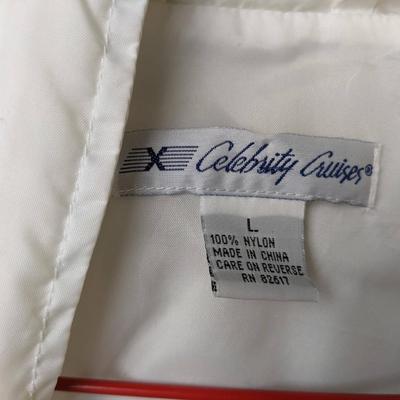 X Celebrity Cruises®
L
100% NYLON
MADE IN CHINA
CARE ON REVERSE
RN 82617